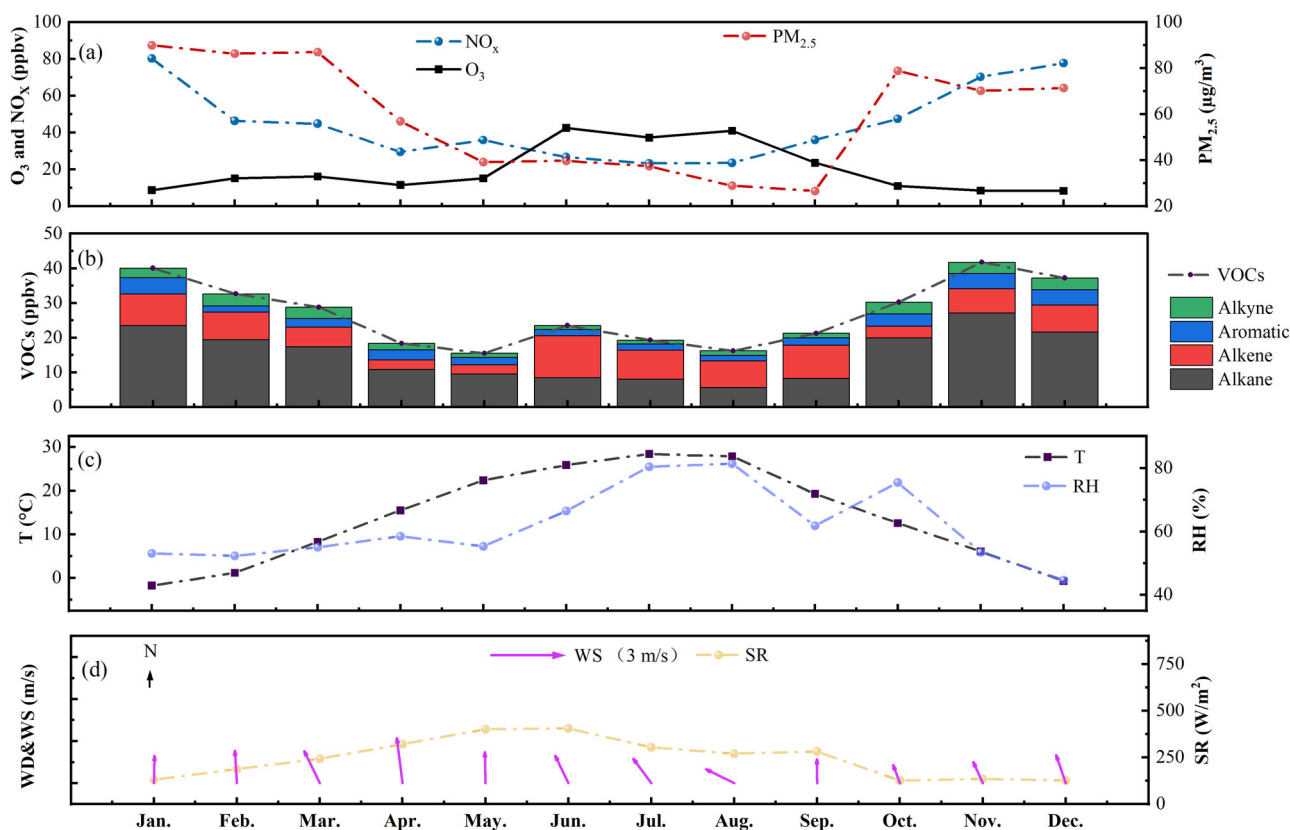 (a)
NOx
O3
PM2.5
O3 and NOX (ppbv)
100
80
60
40
20
0
PM2.5 (μg/m3)
100
80
60
40
20
(b)
VOCs (ppbv)
50
40
30
20
10
0
VOCs
Alkyne
Aromatic
Alkene
Alkane
(c)
T (°C)
30
20
10
0
T
RH
RH (%)
80
60
40
(d)
N
WS （3 m/s）
SR
WD&WS (m/s)
SR (W/m2)
750
500
250
0
Jan. Feb. Mar. Apr. May. Jun. Jul. Aug. Sep. Oct. Nov. Dec.